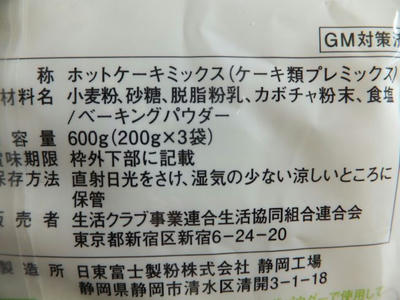 GM対策済
称 ホットケーキミックス(ケーキ類プレミックス)
材料名 小麦粉、砂糖、脱脂粉乳、カボチャ粉末、食塩
/ベーキングパウダー
容量 600g(200g×3袋)
賞味期限 枠外下部に記載
保存方法 直射日光をさけ、湿気の少ない涼しいところに
保管
販売者 生活クラブ事業連合生活協同組合連合会
東京都新宿区新宿6-24-20
製造所 日東富士製粉株式会社 静岡工場
静岡県静岡市清水区清開3-1-18